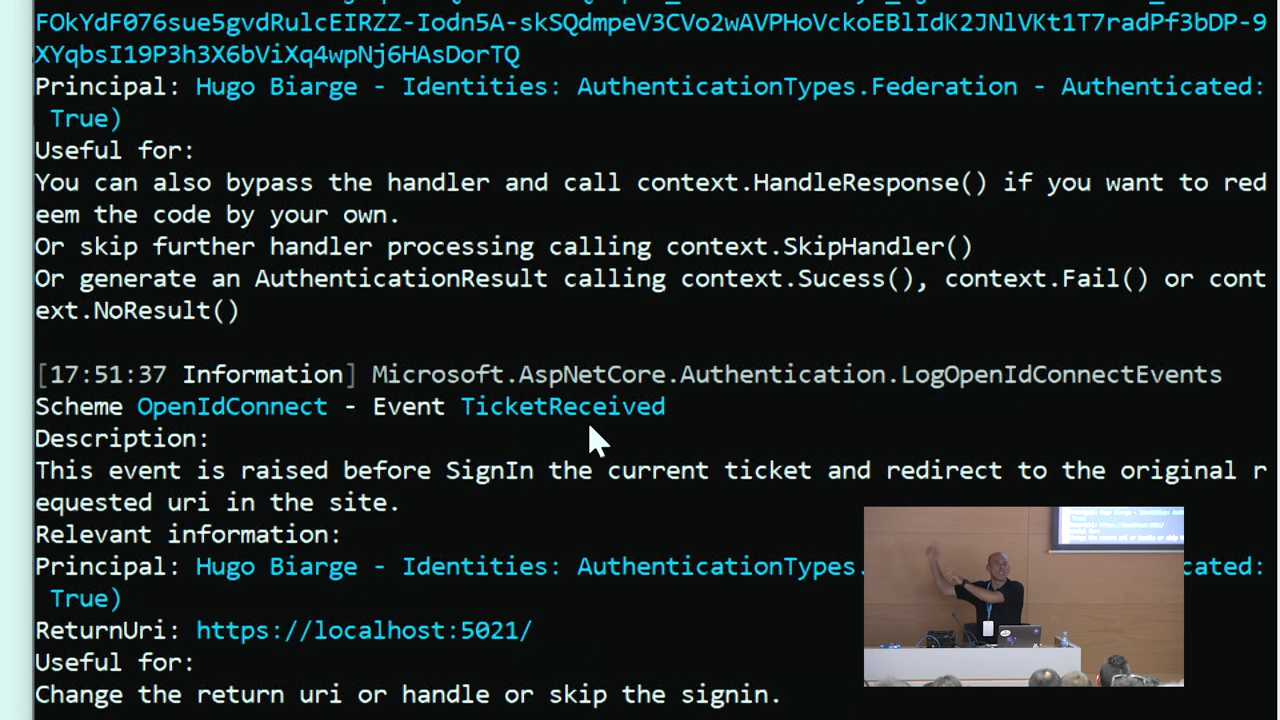 FOkYdF076sue5gvdRulcEIRZZ-Iodn5A-skSQdmpeV3CVo2wAVPHoVckoEBlIdK2JNlVKt1T7radPf3bDP-9
XYqbsI19P3h3X6bViXq4wpNj6HAsDorTQ
Principal: Hugo Biarge - Identities: AuthenticationTypes.Federation - Authenticated:
True)
Useful for:
You can also bypass the handler and call context.HandleResponse() if you want to red
eem the code by your own.
Or skip further handler processing calling context.SkipHandler()
Or generate an AuthenticationResult calling context.Sucess(), context.Fail() or cont
ext.NoResult()
[17:51:37 Information] Microsoft.AspNetCore.Authentication.LogOpenIdConnectEvents
Scheme OpenIdConnect - Event TicketReceived
Description:
This event is raised before SignIn the current ticket and redirect to the original r
equested uri in the site.
Relevant information:
Principal: Hugo Biarge - Identities: AuthenticationTypes. cated:
True)
ReturnUri: https://localhost:5021/
Useful for:
Change the return uri or handle or skip the signin.